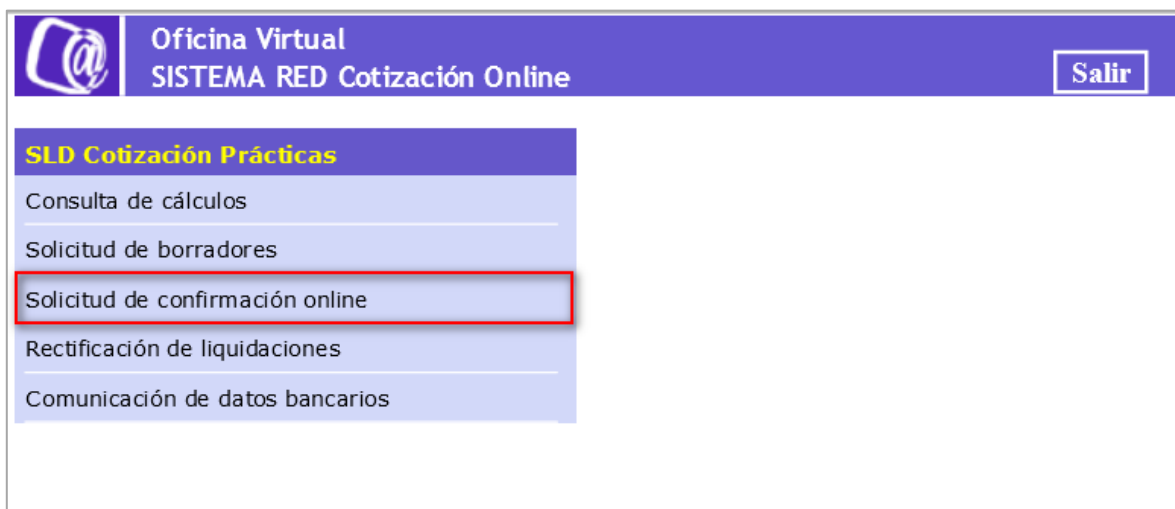 Oficina Virtual
SISTEMA RED Cotización Online
Salir
SLD Cotización Prácticas
Consulta de cálculos
Solicitud de borradores
Solicitud de confirmación online
Rectificación de liquidaciones
Comunicación de datos bancarios